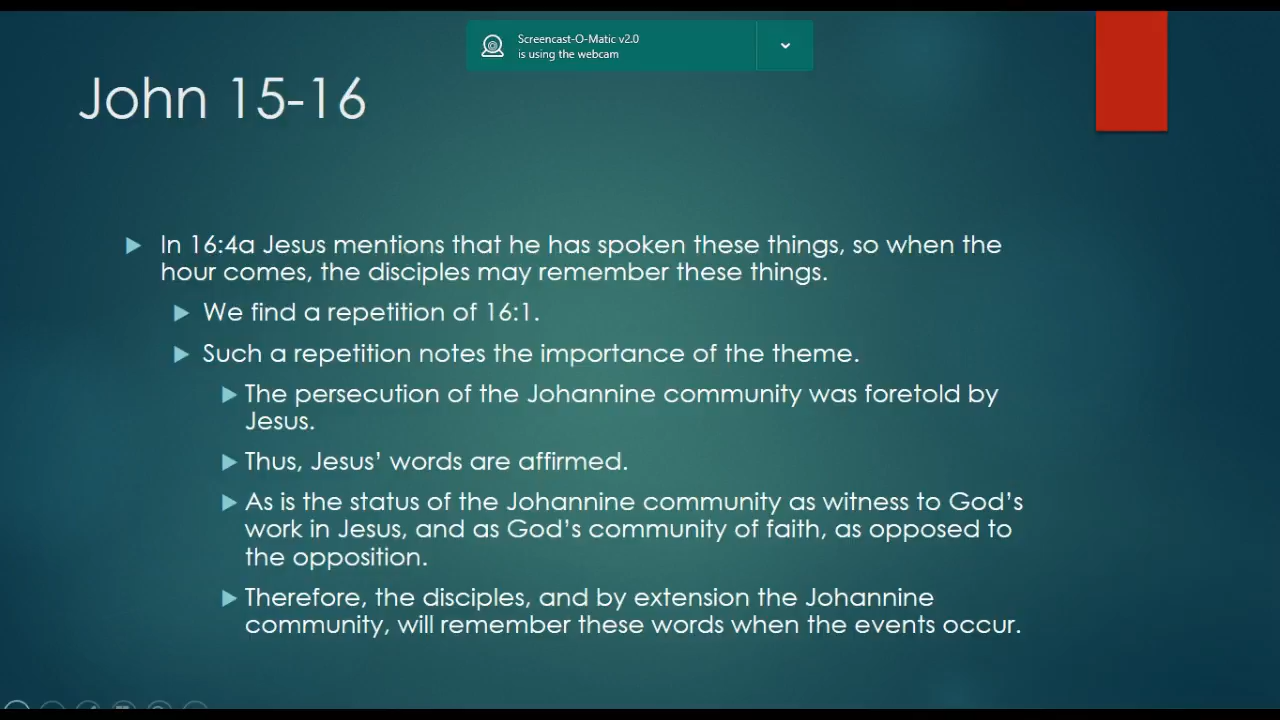 Screencast-O-Matic v2.0
is using the webcam
John 15-16
In 16:4a Jesus mentions that he has spoken these things, so when the
hour comes, the disciples may remember these things.
We find a repetition of 16:1.
Such a repetition notes the importance of the theme.
The persecution of the Johannine community was foretold by
Jesus.
Thus, Jesus’ words are affirmed.
As is the status of the Johannine community as witness to God’s
work in Jesus, and as God’s community of faith, as opposed to
the opposition.
Therefore, the disciples, and by extension the Johannine
community, will remember these words when the events occur.